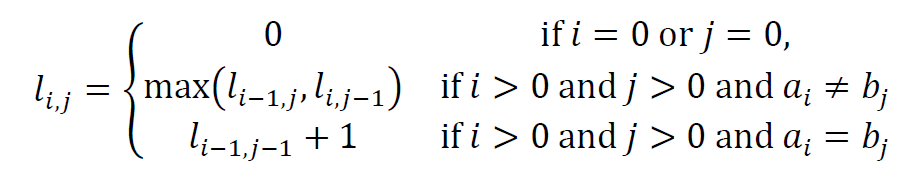 0 if i = 0 or j = 0,
l_{i,j} = { max(l_{i−1,j}, l_{i,j−1}) if i > 0 and j > 0 and a_i ≠ b_j
l_{i−1,j−1} + 1 if i > 0 and j > 0 and a_i = b_j